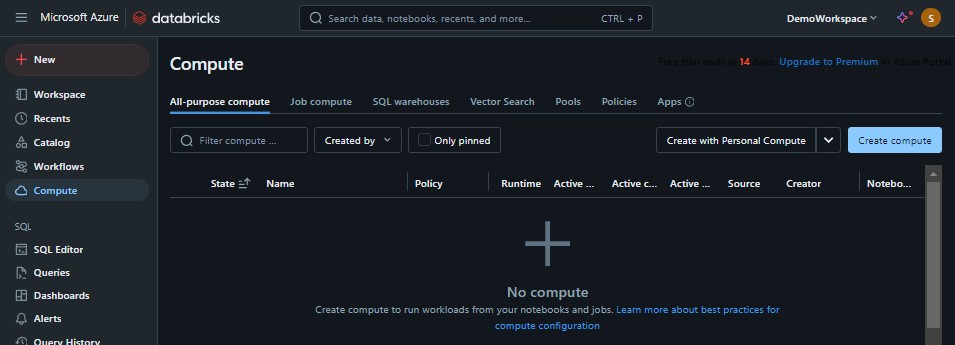 Microsoft Azure databricks Search data, notebooks, recents, and more... CTRL + P DemoWorkspace S
New
Workspace
Recents
Catalog
Workflows
Compute
SQL
SQL Editor
Queries
Dashboards
Alerts
Query History
Compute Free trial ends in 14 days. Upgrade to Premium in Azure Portal
All-purpose compute Job compute SQL warehouses Vector Search Pools Policies Apps
Filter compute ... Created by Only pinned Create with Personal Compute Create compute
State Name Policy Runtime Active ... Active c... Active ... Source Creator Notebo...
No compute
Create compute to run workloads from your notebooks and jobs. Learn more about best practices for
compute configuration